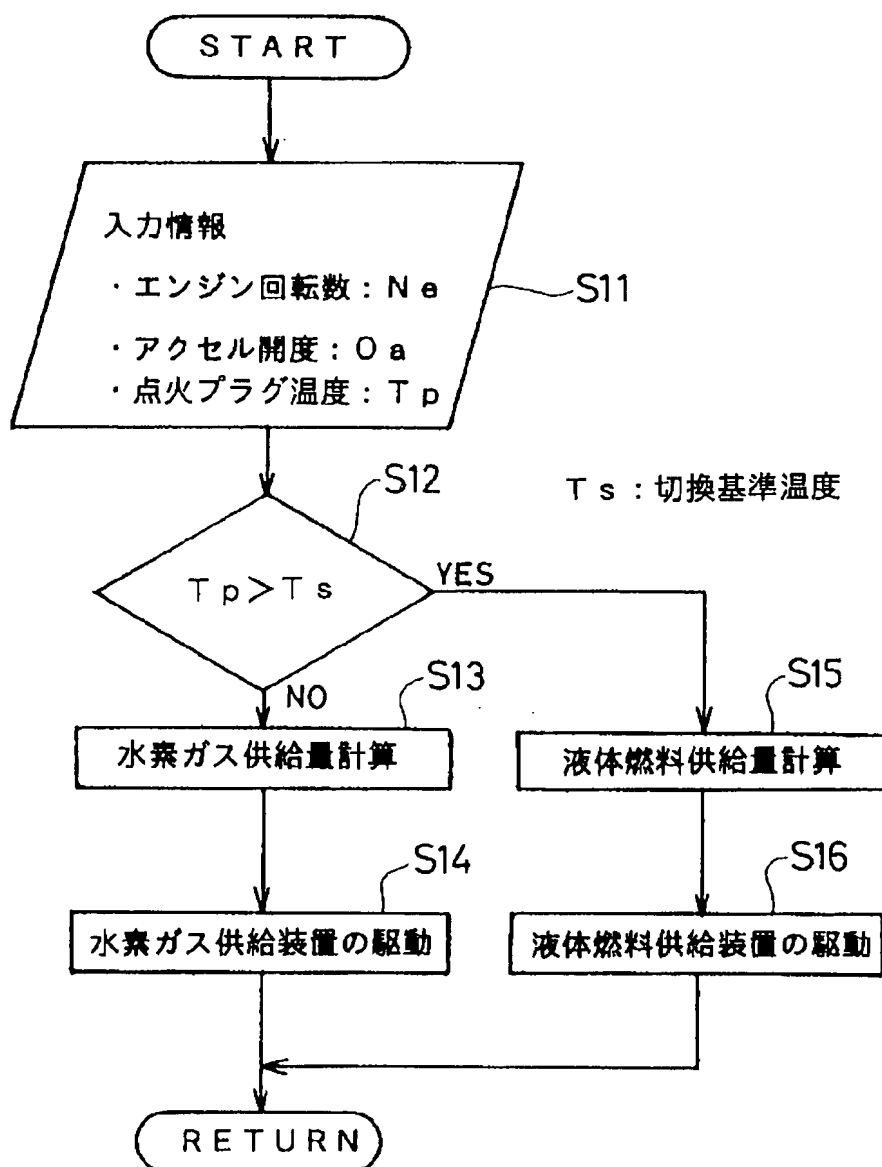 START
入力情報
・エンジン回転数：Ne
・アクセル開度：Oa
・点火プラグ温度：Tp
S11
S12
Ts：切換基準温度
Tp＞Ts
YES
NO
S13
S15
水素ガス供給量計算
液体燃料供給量計算
S14
S16
水素ガス供給装置の駆動
液体燃料供給装置の駆動
RETURN